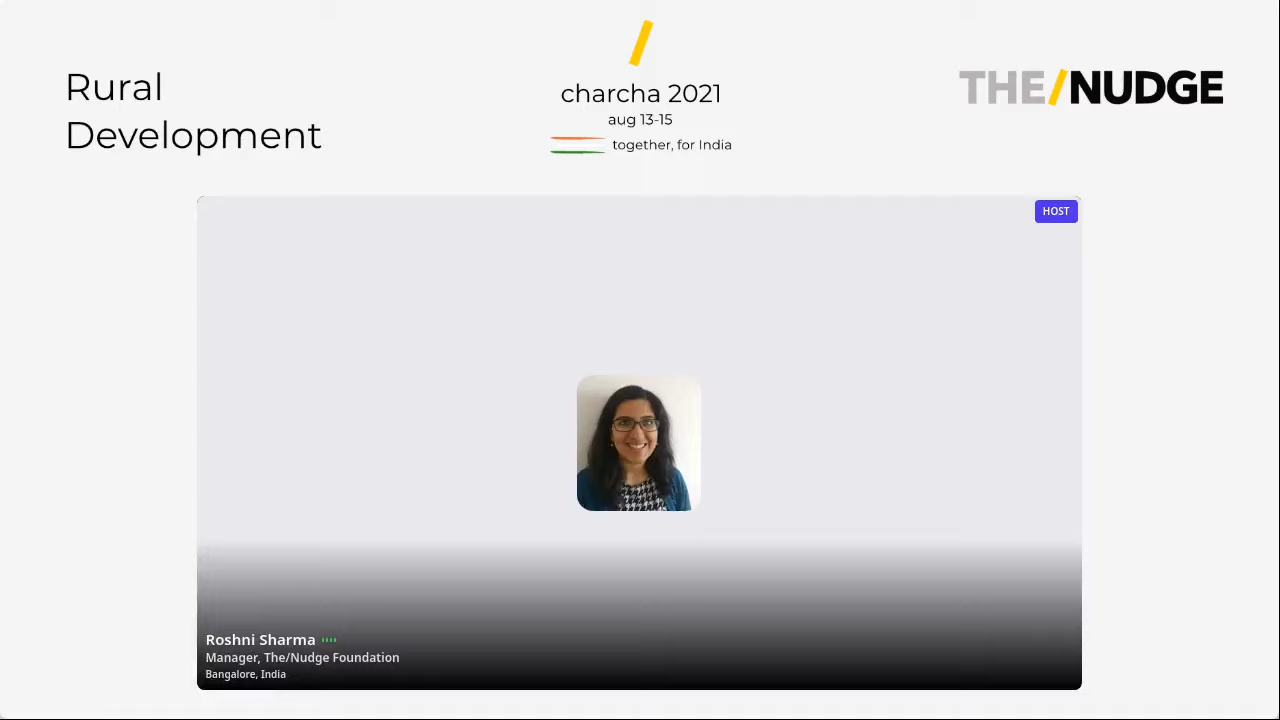 Rural
Development
charcha 2021
aug 13-15
together, for India
THE/NUDGE
HOST
Roshni Sharma
Manager, The/Nudge Foundation
Bangalore, India